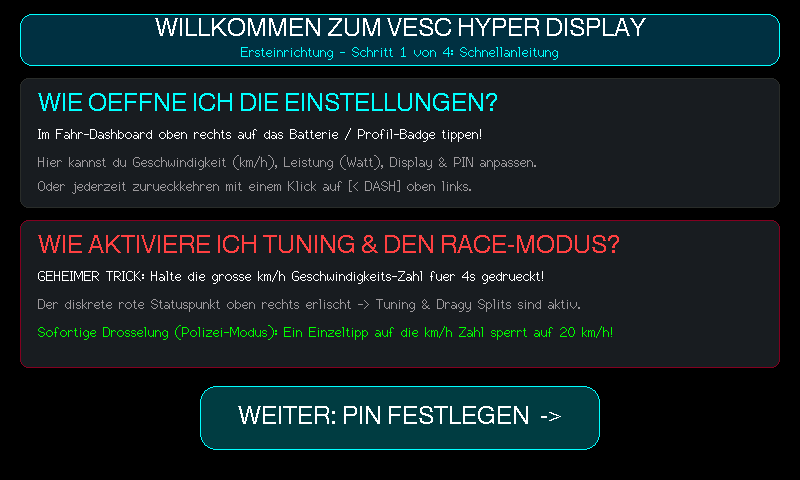 WILLKOMMEN ZUM VESC HYPER DISPLAY
Ersteinrichtung - Schritt 1 von 4: Schnellanleitung
WIE OEFFNE ICH DIE EINSTELLUNGEN?
Im Fahr-Dashboard oben rechts auf das Batterie / Profil-Badge tippen!
Hier kannst du Geschwindigkeit (km/h), Leistung (Watt), Display & PIN anpassen.
Oder jederzeit zurueckkehren mit einem Klick auf [< DASH] oben links.
WIE AKTIVIERE ICH TUNING & DEN RACE-MODUS?
GEHEIMER TRICK: Halte die grosse km/h Geschwindigkeits-Zahl fuer 4s gedrueckt!
Der diskrete rote Statuspunkt oben rechts erlischt -> Tuning & Dragy Splits sind aktiv.
Sofortige Drosselung (Polizei-Modus): Ein Einzeltipp auf die km/h Zahl sperrt auf 20 km/h!
WEITER: PIN FESTLEGEN ->